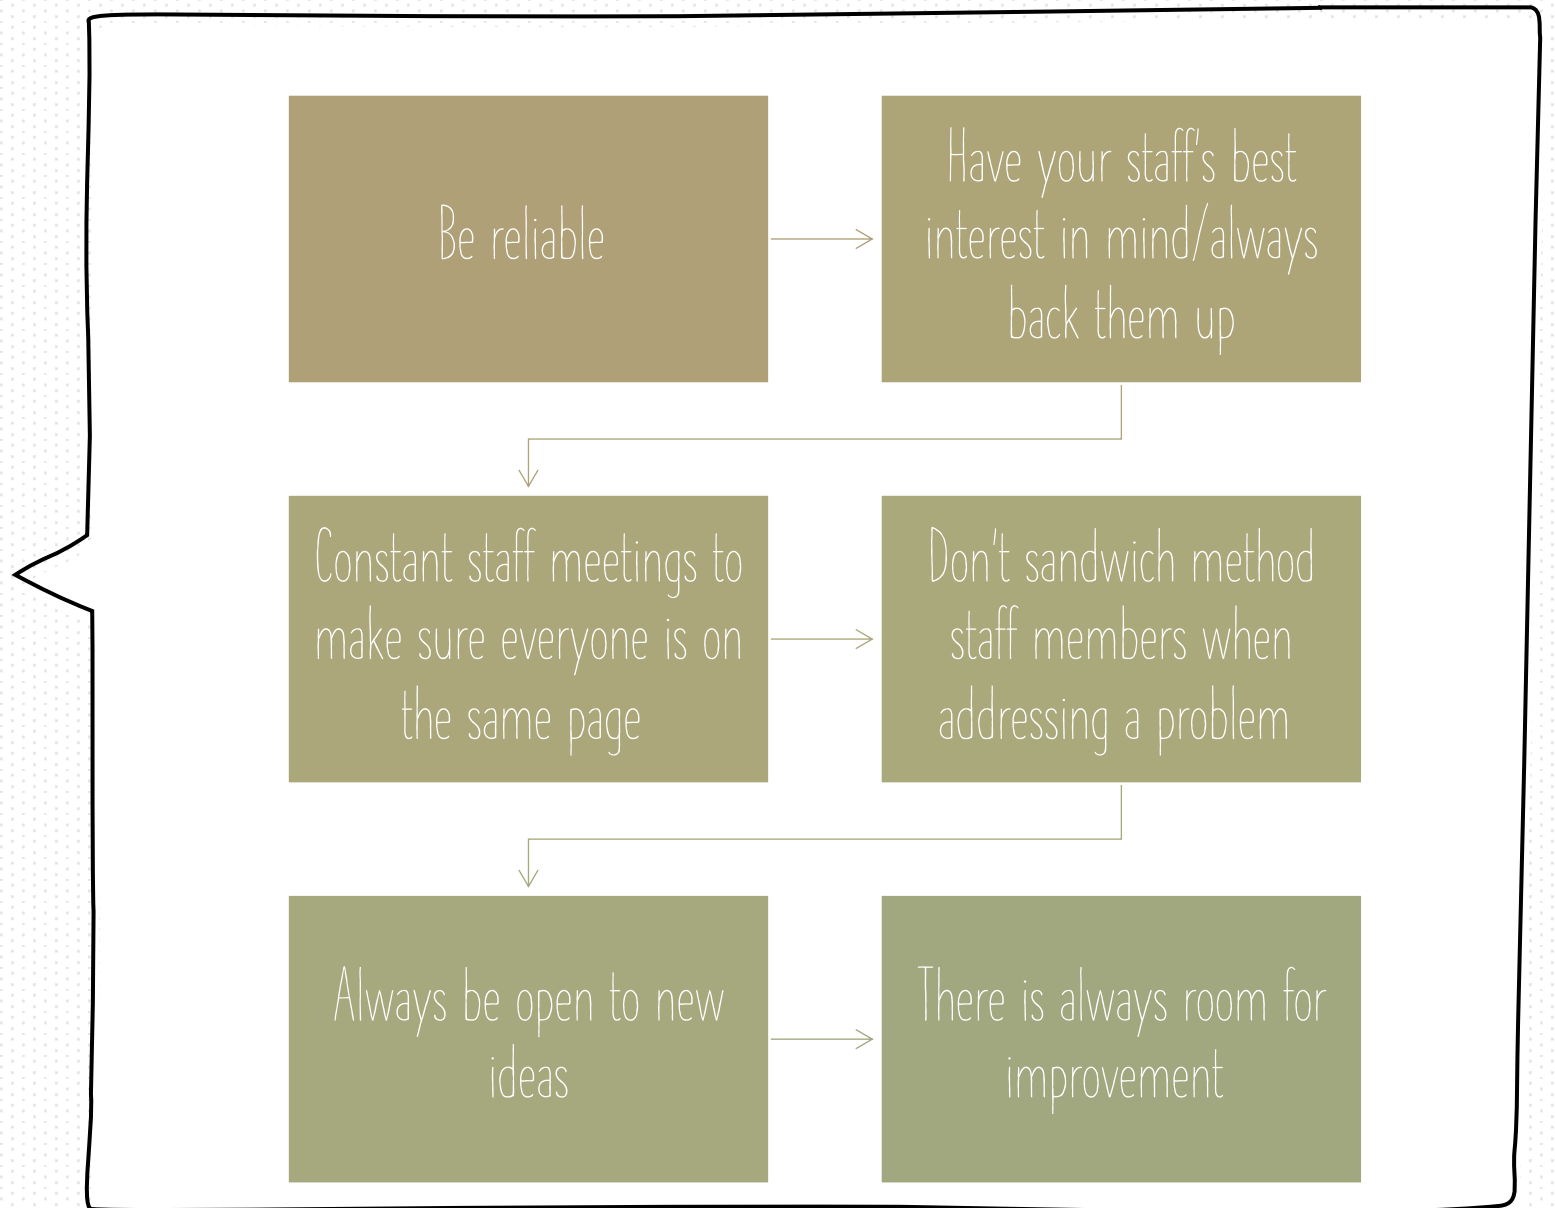 Be reliable
Have your staff's best
interest in mind/always
back them up
Constant staff meetings to
make sure everyone is on
the same page
Don't sandwich method
staff members when
addressing a problem
Always be open to new
ideas
There is always room for
improvement